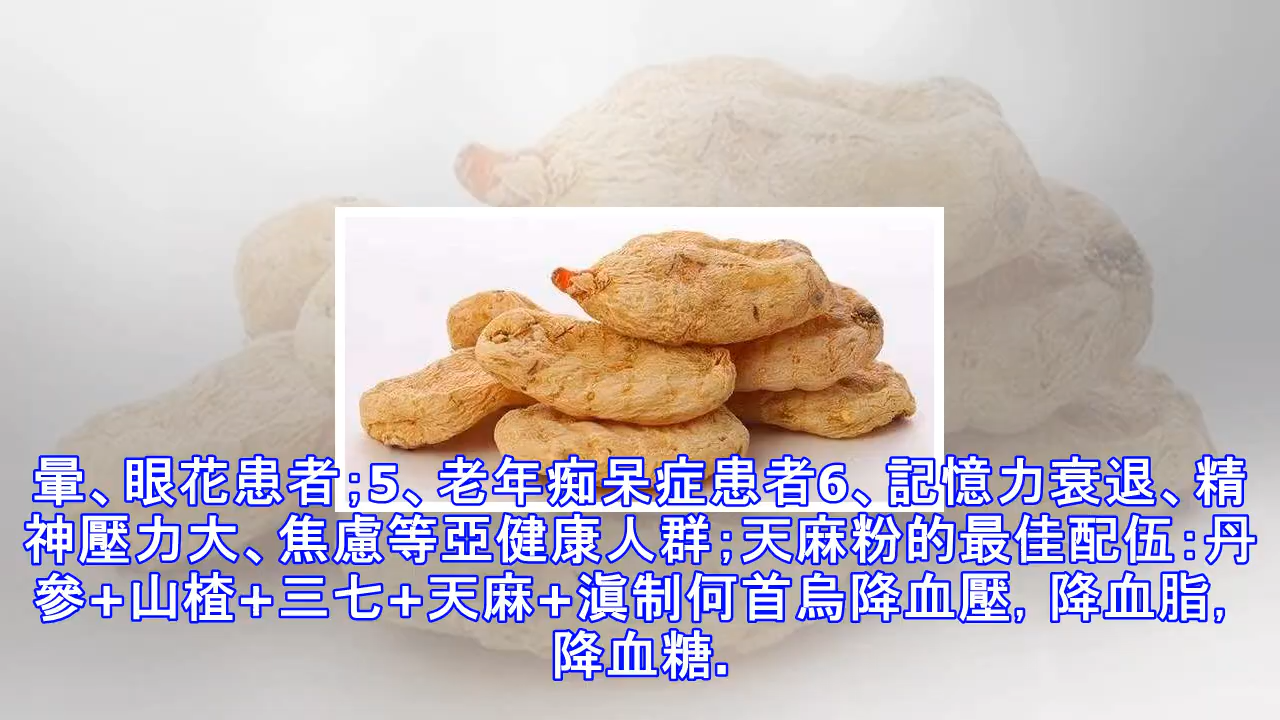 暈、眼花患者;5、老年痴呆症患者6、記憶力衰退、精
神壓力大、焦慮等亞健康人群;天麻粉的最佳配伍:丹
參+山楂+三七+天麻+滇制何首烏降血壓, 降血脂,
降血糖.